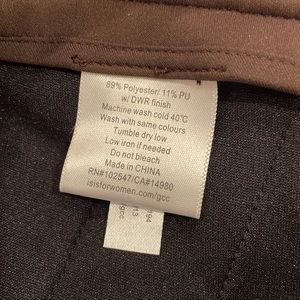 89% Polyester/ 11% PU
w/ DWR finish
Machine wash cold 40°C
Wash with same colours
Tumble dry low
Low iron if needed
Do not bleach
Made in CHINA
RN#102547/CA#14980
isisforwomen.com/gcc